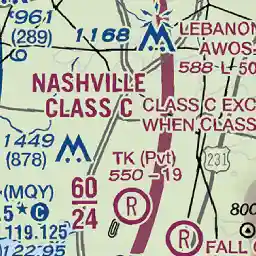 961
(289)
1168
LEBANON
AWOS-
588 L 50
NASHVILLE
CLASS C
CLASS C EXC
WHEN CLASS
1449
(878)
TK (Pvt)
550 - 19
231
(MQY)
.5 * C
60
24
R
800
119.125
122.95
R
FALL